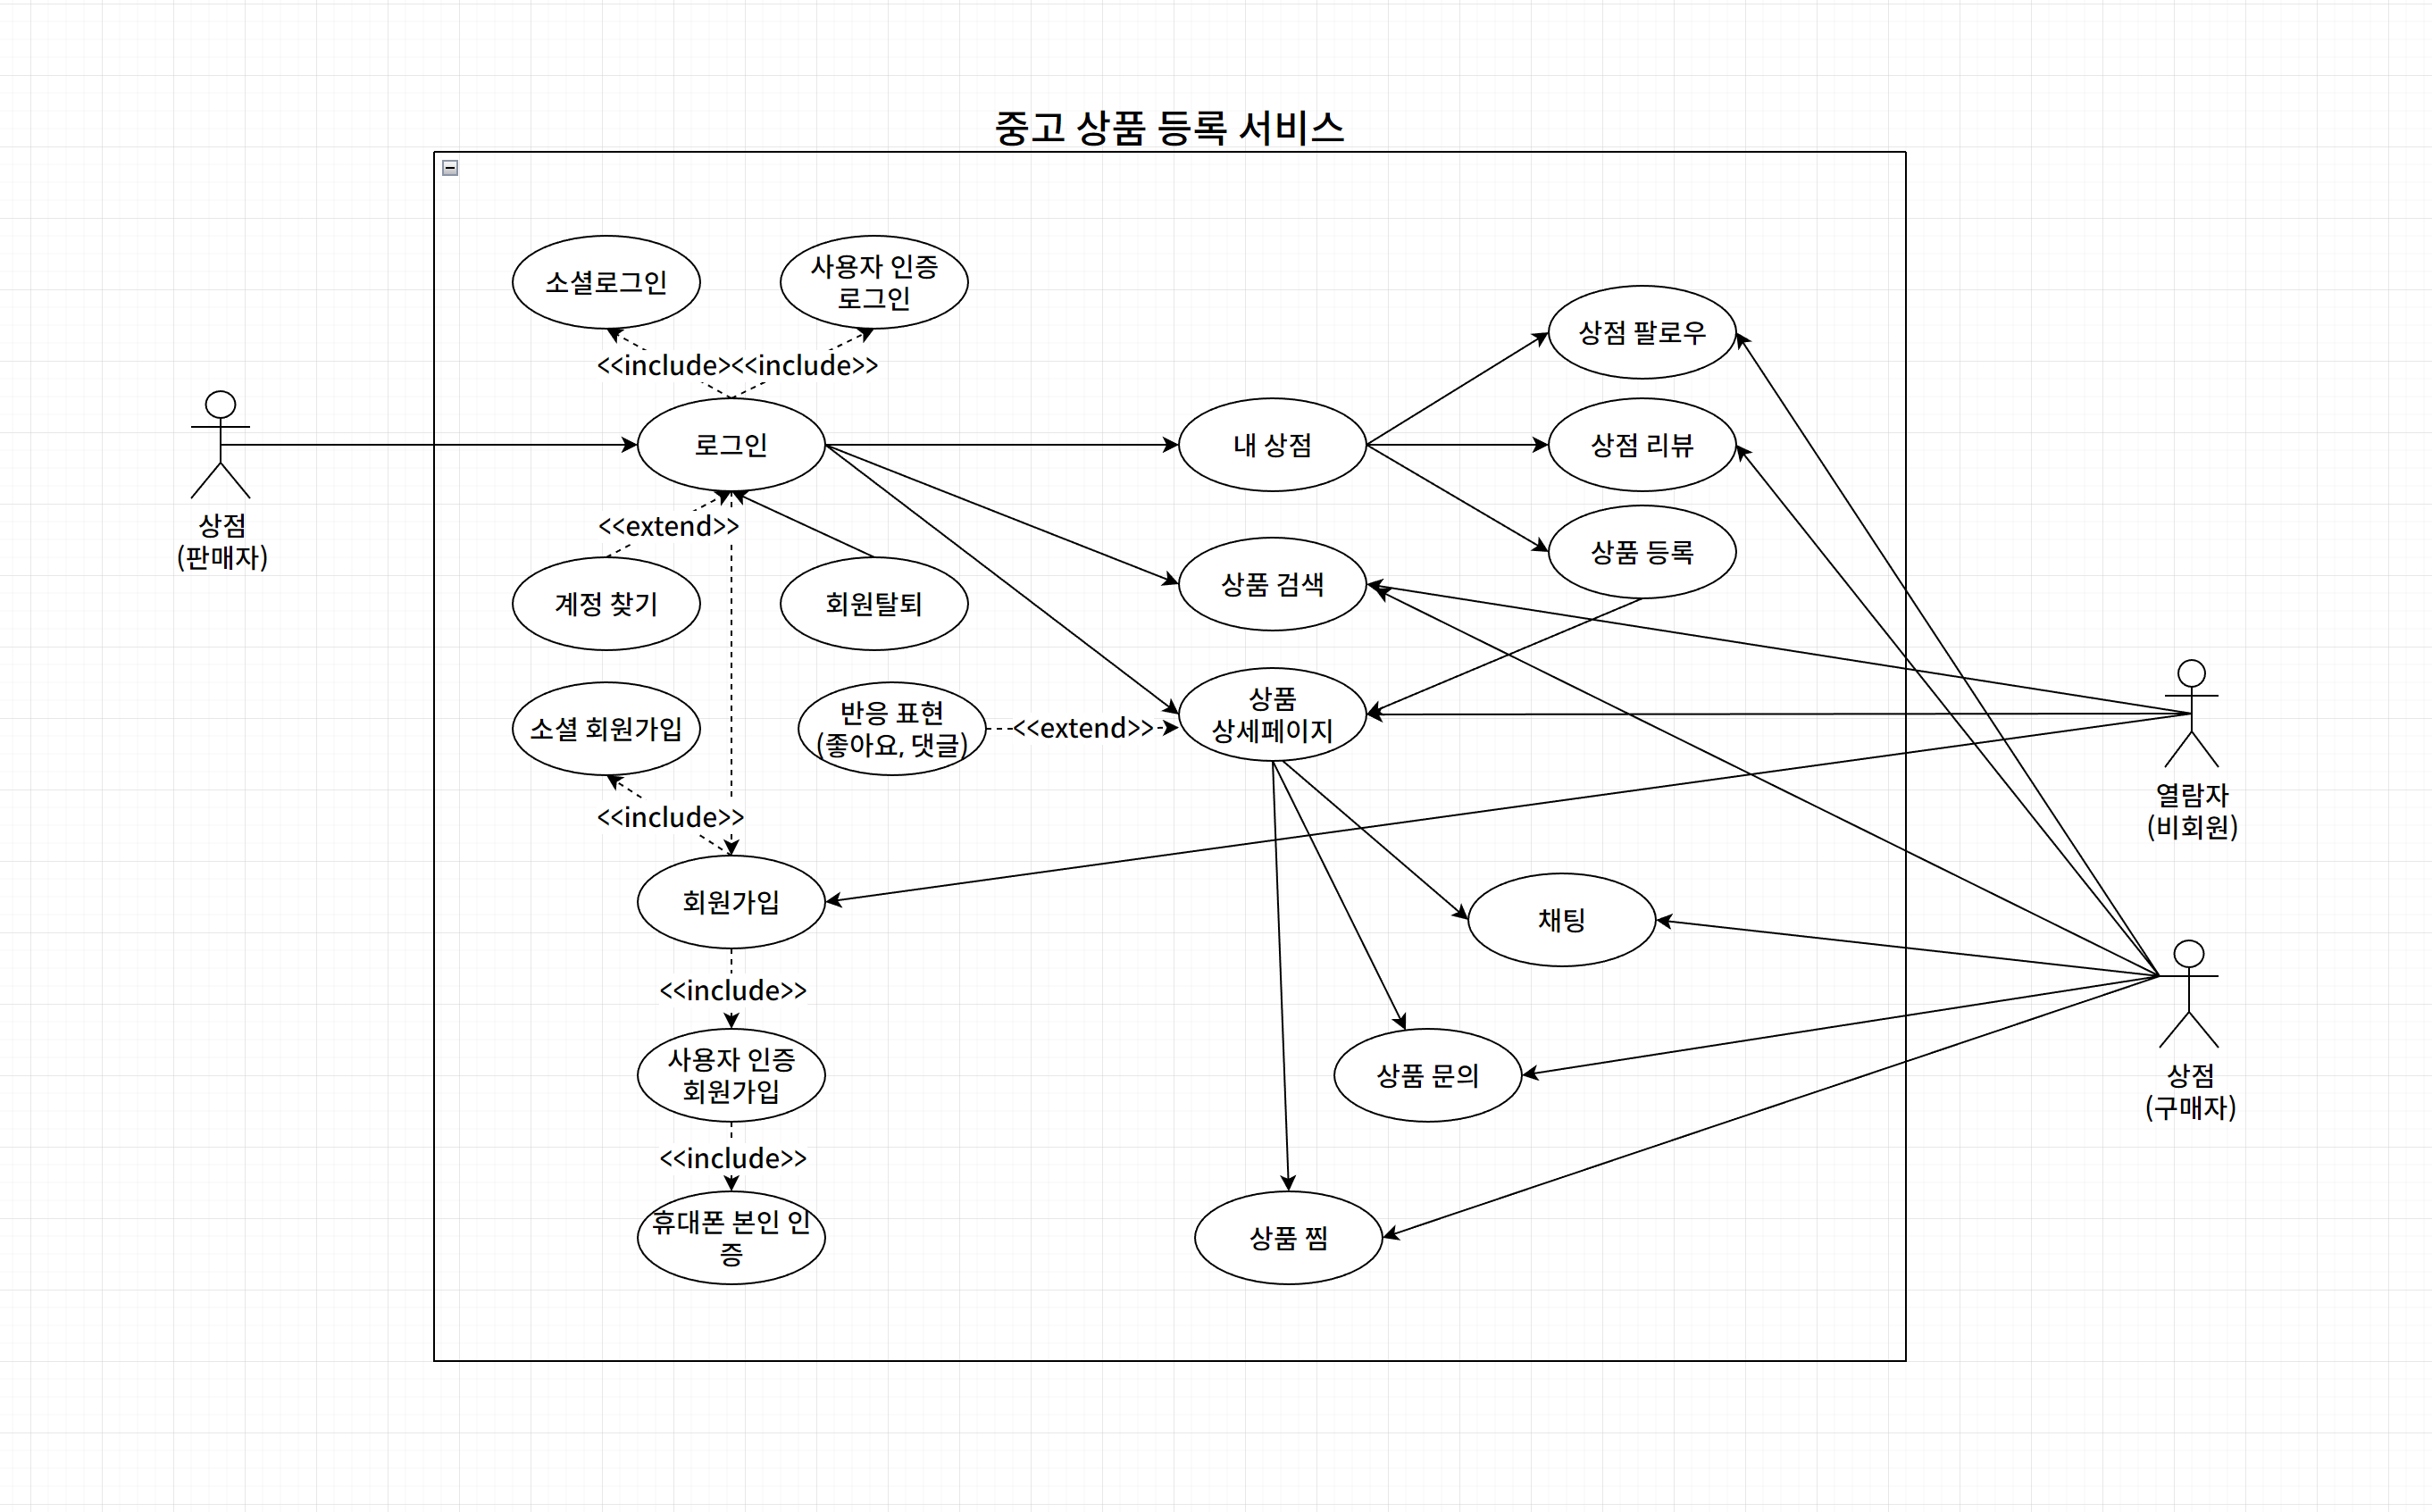 중고 상품 등록 서비스
소셜로그인
사용자 인증
로그인
<<include>
<<include>>
상점 팔로우
로그인
내 상점
상점 리뷰
상점
(판매자)
<<extend>>
상품 등록
계정 찾기
회원탈퇴
상품 검색
소셜 회원가입
반응 표현
(좋아요, 댓글)
<<extend>>
상품
상세페이지
열람자
(비회원)
<<include>>
회원가입
채팅
<<include>>
사용자 인증
회원가입
상품 문의
상점
(구매자)
<<include>>
휴대폰 본인 인
증
상품 찜